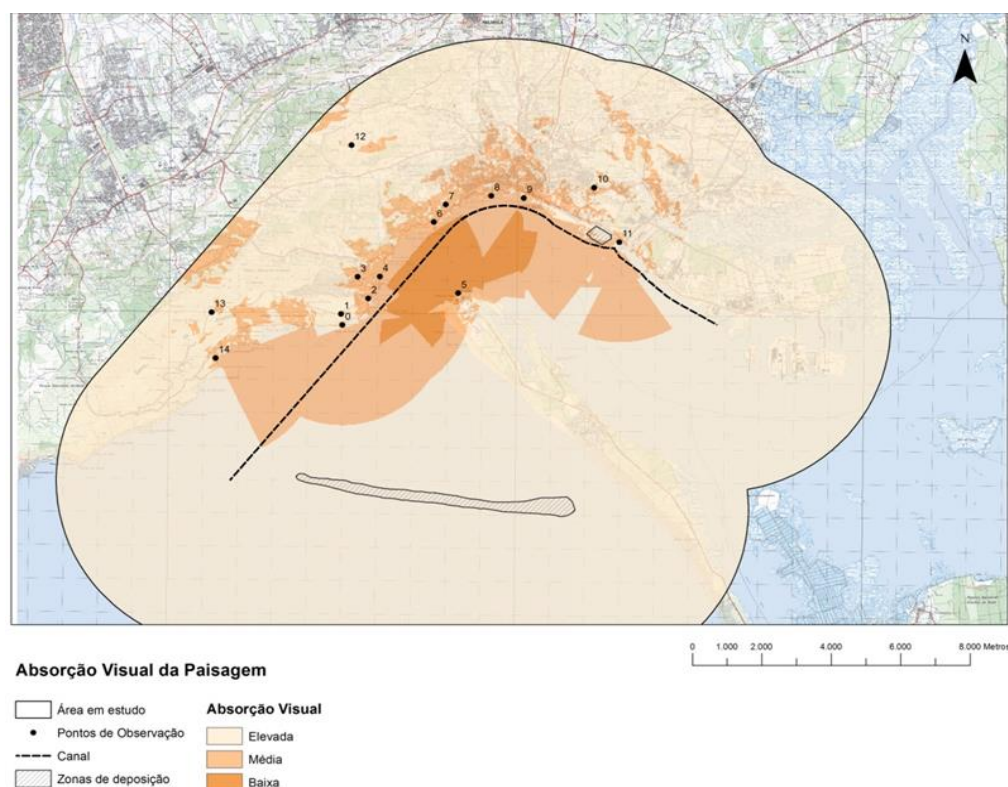 N
12
10
7
8
9
6
11
3
4
5
2
13
1
0
14
0 1.000 2.000 4.000 6.000 8.000 Metros
Absorção Visual da Paisagem
Área em estudo
Pontos de Observação
Canal
Zonas de deposição
Absorção Visual
Elevada
Média
Baixa